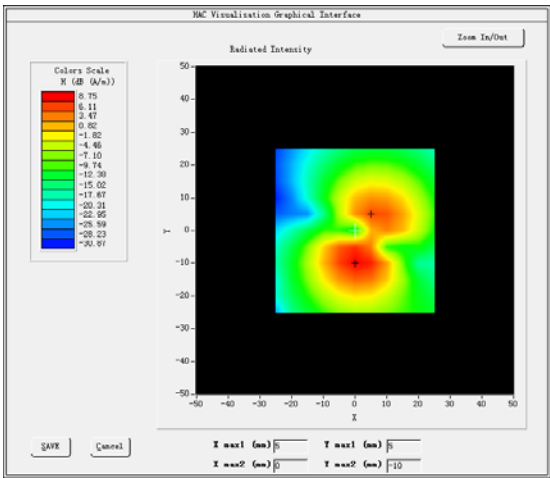 HAC Visualisation Graphical Interface
Zoom In/Out
Radiated Intensity
Colors Scale
H (dB (A/m))
8.75
6.11
3.47
0.82
-1.82
-4.46
-7.10
-9.74
-12.38
-15.02
-17.67
-20.31
-22.95
-25.59
-28.23
-30.87
50
40
30
20
10
0
-10
-20
-30
-40
-50
Y
-50 -40 -30 -20 -10 0 10 20 30 40 50
X
SAVE
Cancel
X max1 (mm) 5 Y max1 (mm) 5
X max2 (mm) 0 Y max2 (mm) -10